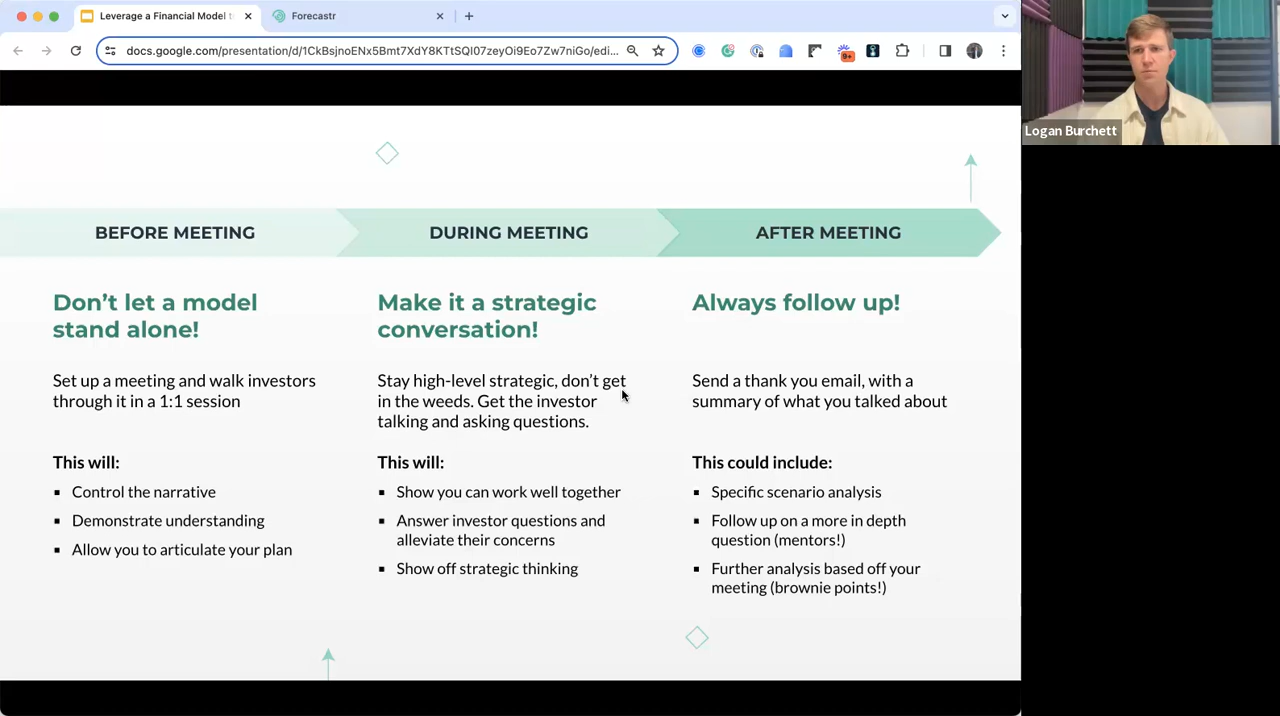 Leverage a Financial Model t
Forecastr
docs.google.com/presentation/d/1CkBsjnoENx5Bmt7XdY8KTtSQI07zeyOi9Eo7Zw7niGo/edi...
9+
Logan Burchett
BEFORE MEETING
DURING MEETING
AFTER MEETING
Don't let a model
stand alone!
Set up a meeting and walk investors
through it in a 1:1 session
This will:
▪ Control the narrative
▪ Demonstrate understanding
▪ Allow you to articulate your plan
Make it a strategic
conversation!
Stay high-level strategic, don't get
in the weeds. Get the investor
talking and asking questions.
This will:
▪ Show you can work well together
▪ Answer investor questions and
alleviate their concerns
▪ Show off strategic thinking
Always follow up!
Send a thank you email, with a
summary of what you talked about
This could include:
▪ Specific scenario analysis
▪ Follow up on a more in depth
question (mentors!)
▪ Further analysis based off your
meeting (brownie points!)